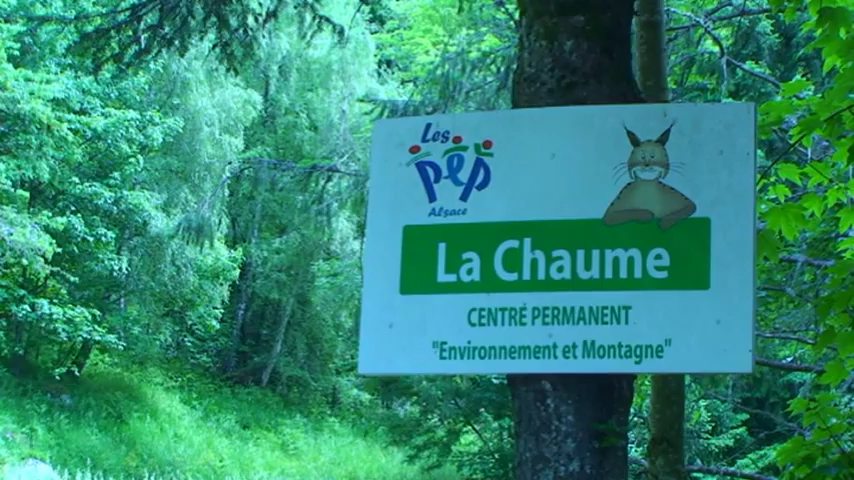 Les
pep
Alsace
La Chaume
CENTRE PERMANENT
"Environnement et Montagne"